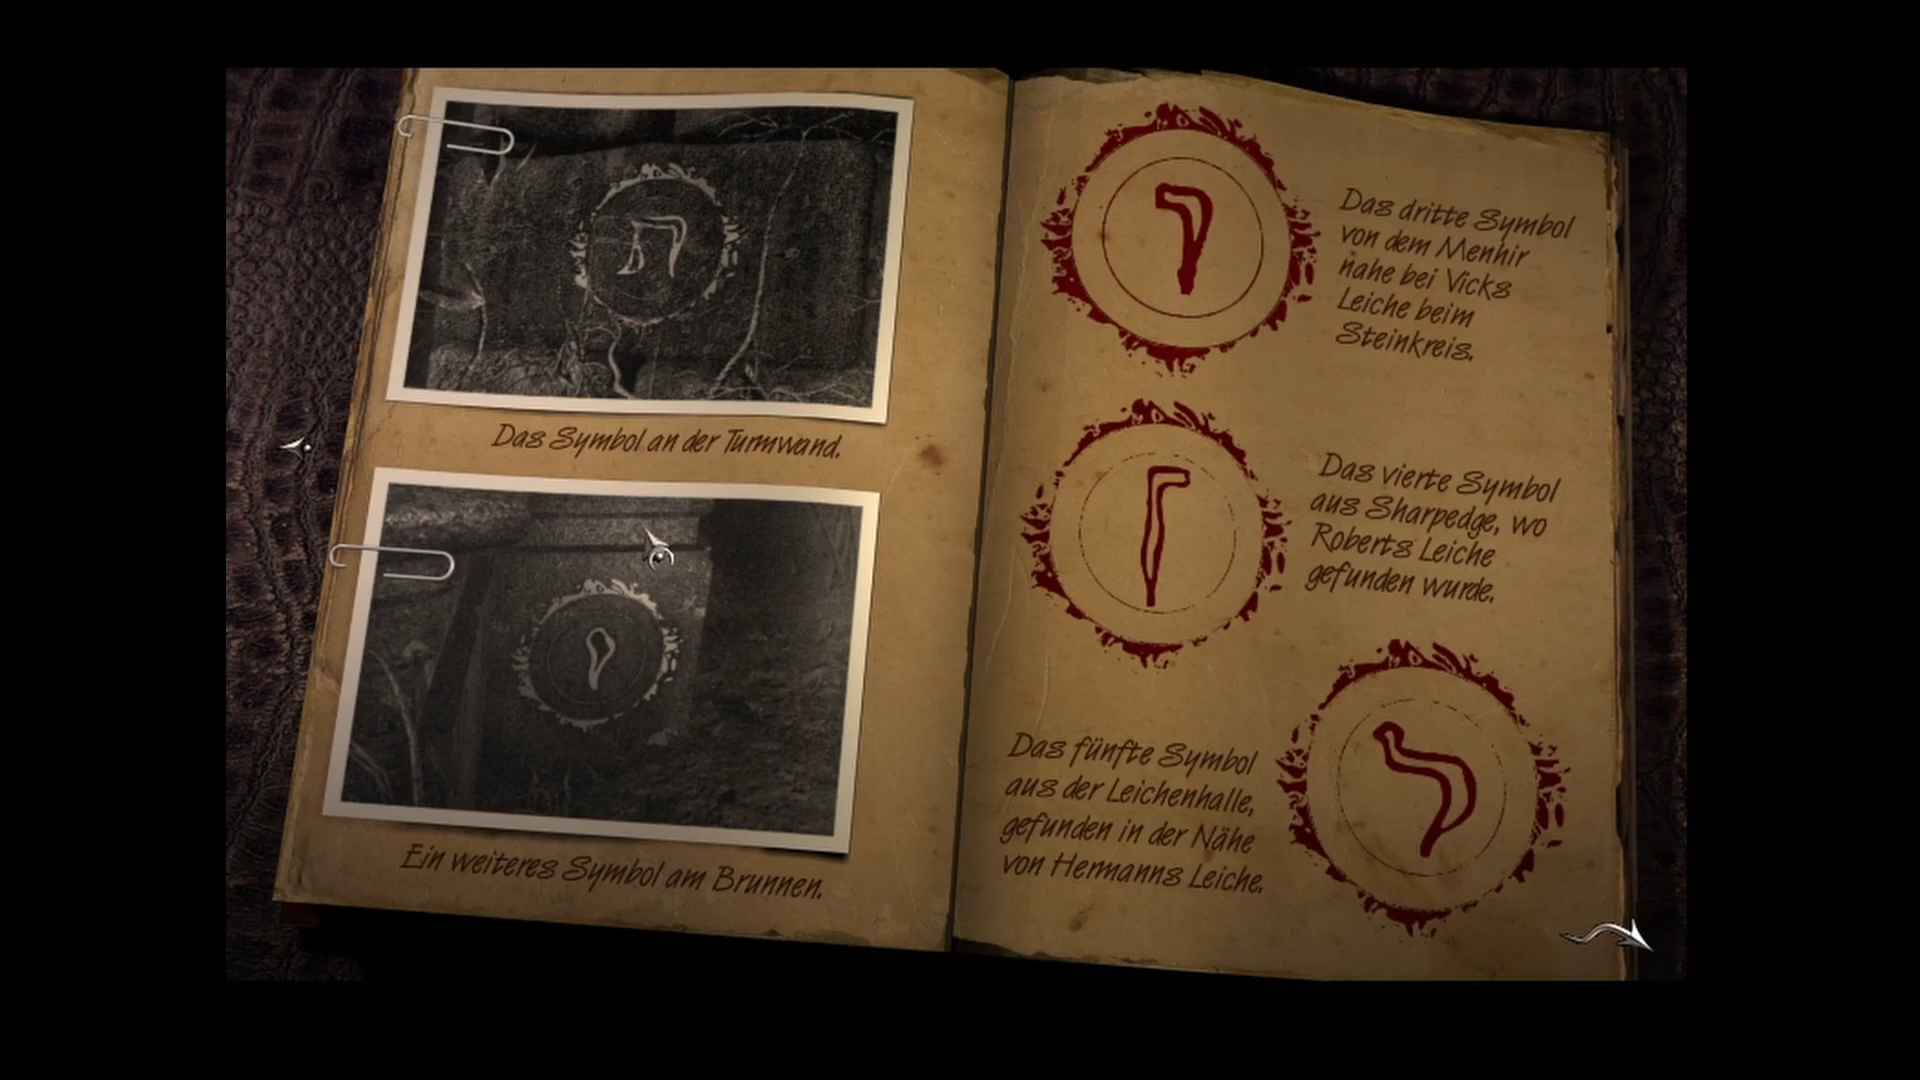 Das Symbol an der Turmwand.
Ein weiteres Symbol am Brunnen.
Das dritte Symbol
von dem Menhir
nahe bei Vicks
Leiche beim
Steinkreis.
Das vierte Symbol
aus Sharpedge, wo
Roberts Leiche
gefunden wurde.
Das fünfte Symbol
aus der Leichenhalle,
gefunden in der Nähe
von Hermanns Leiche.